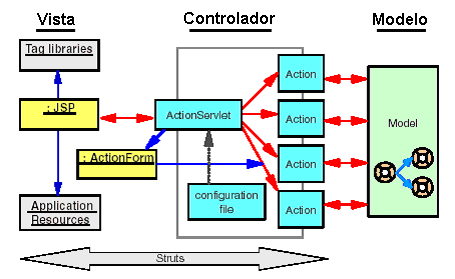 Vista
Controlador
Modelo
Tag libraries
: JSP
ActionServlet
: ActionForm
configuration
file
Application
Resources
Action
Action
Action
Action
Model
Struts